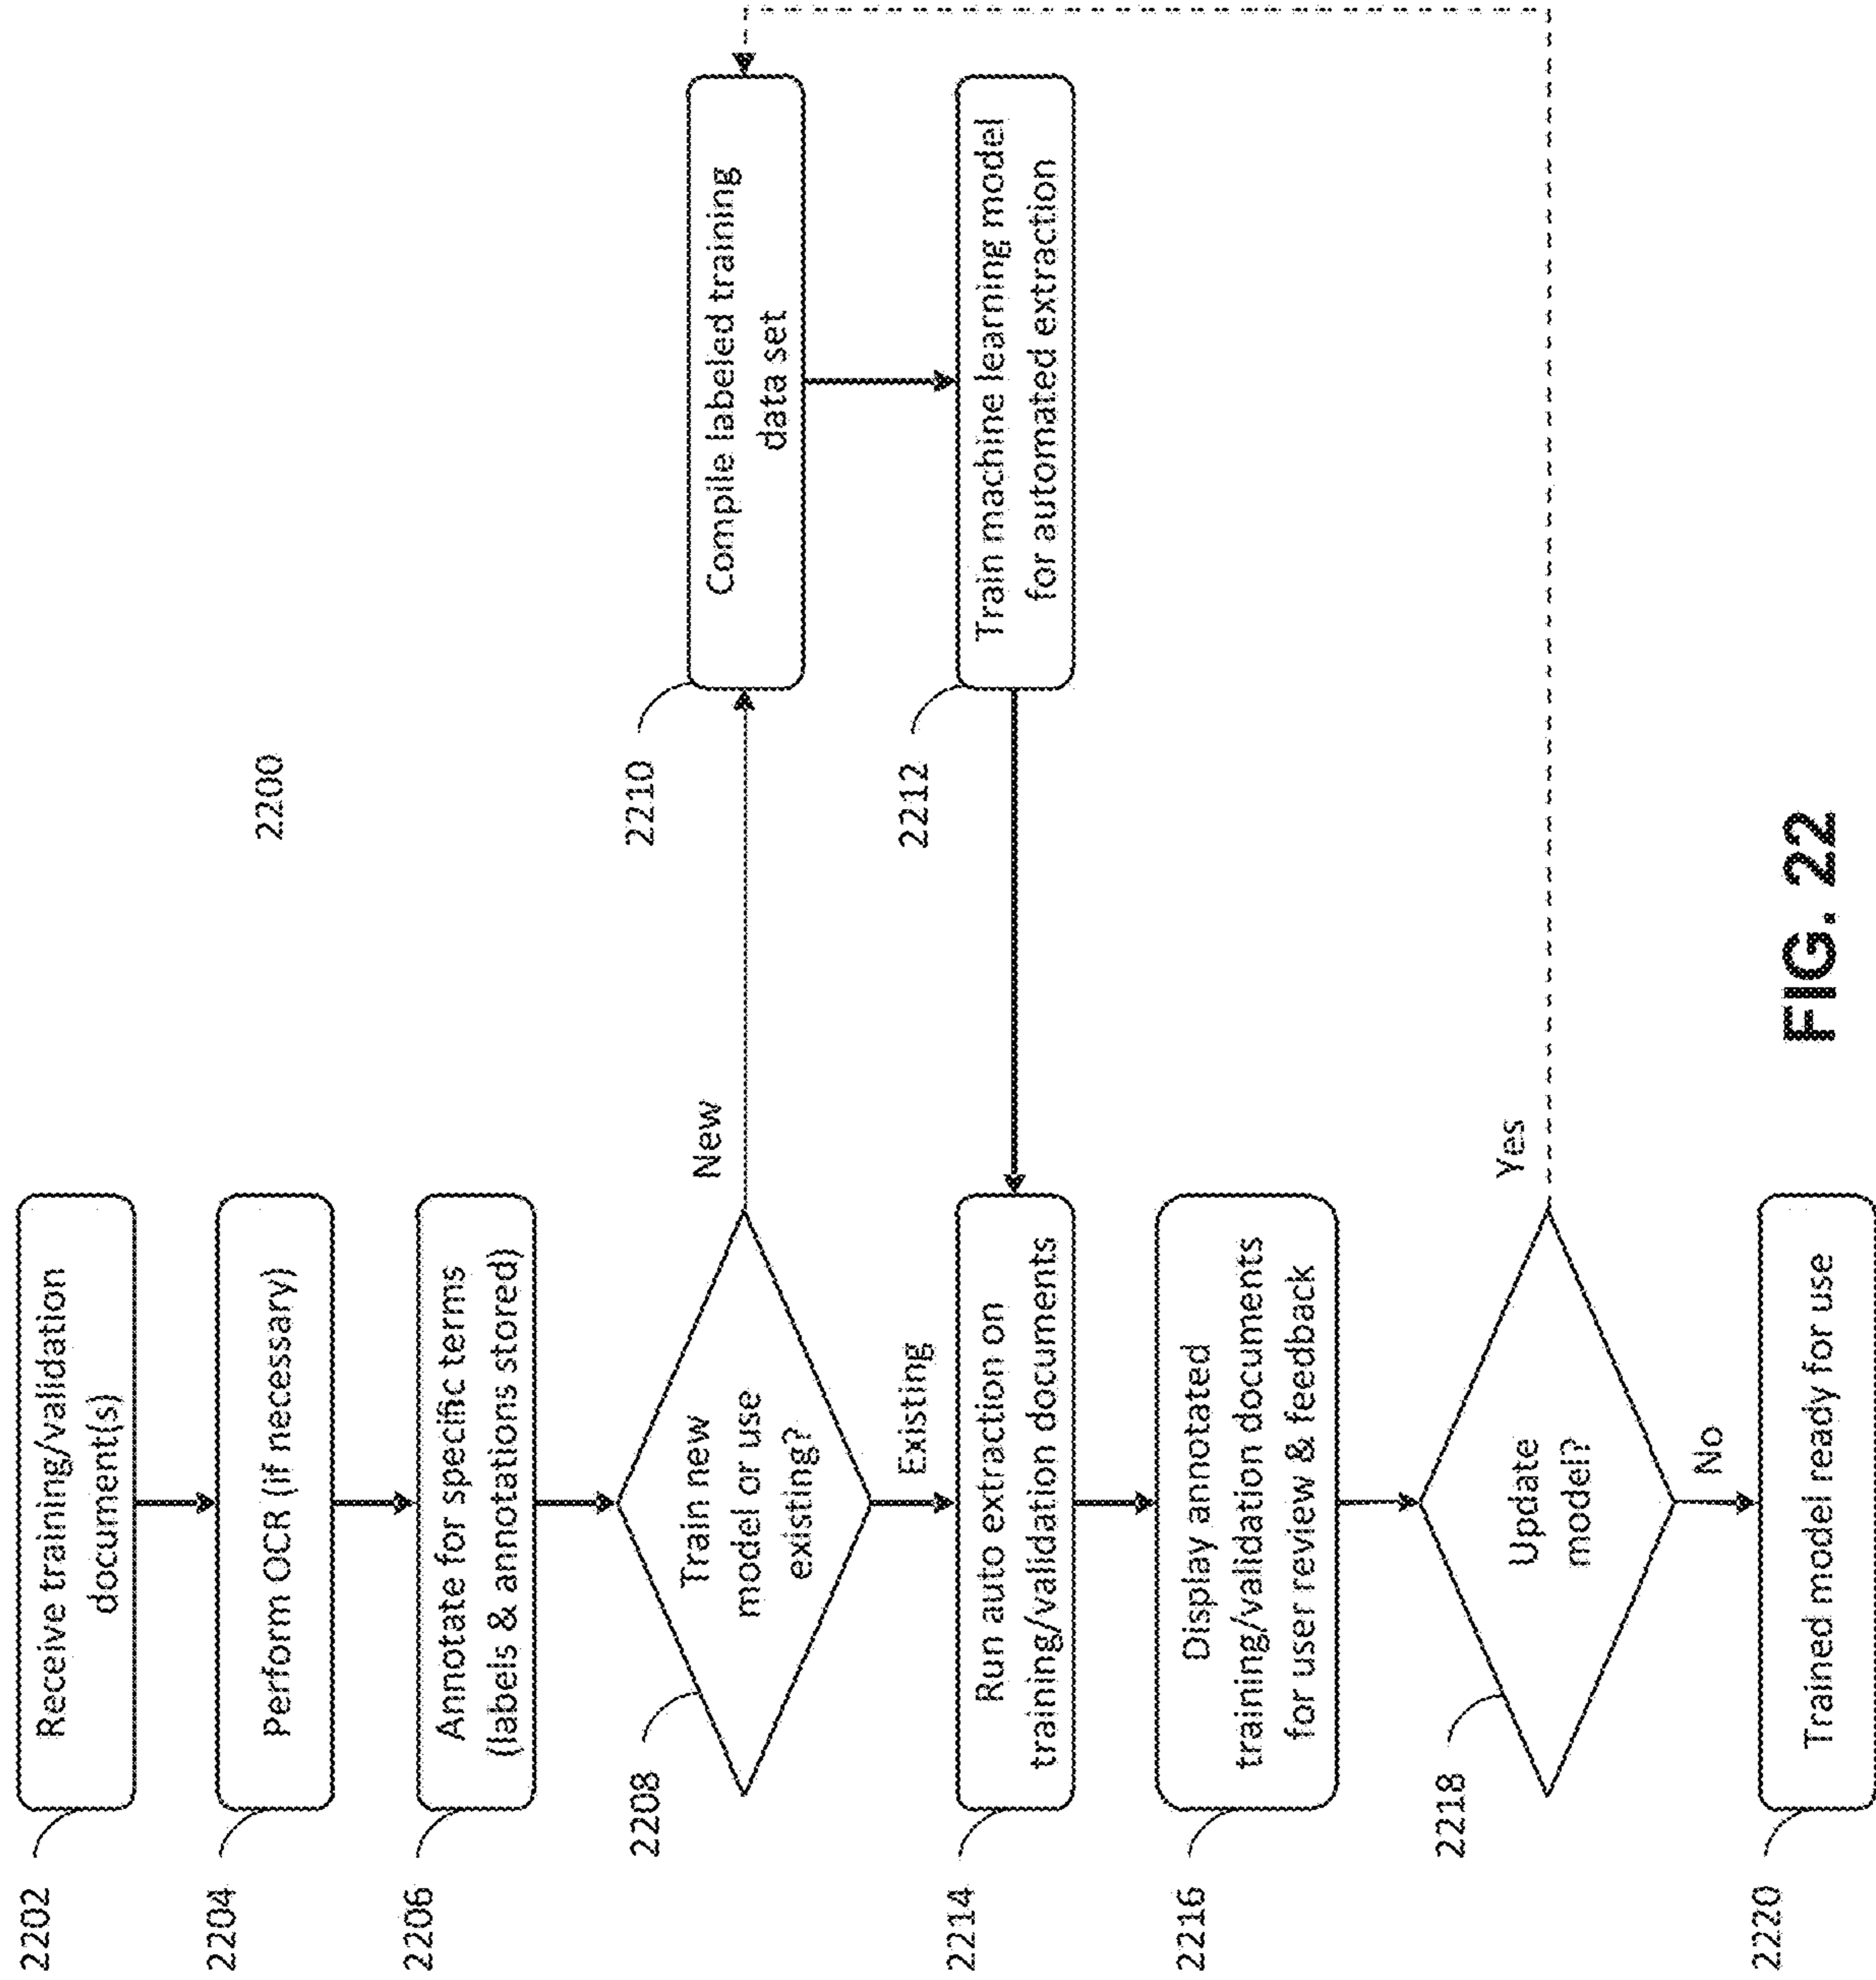 2200
2202
Receive training/validation
document(s)
2204
Perform OCR (if necessary)
2206
Annotate for specific terms
(labels & annotations stored)
2208
Train new
model or use
existing?
New
Existing
2210
Compile labeled training
data set
2212
Train machine learning model
for automated extraction
2214
Run auto extraction on
training/validation documents
2216
Display annotated
training/validation documents
for user review & feedback
2218
Update
model?
Yes
No
2220
Trained model ready for use
FIG. 22